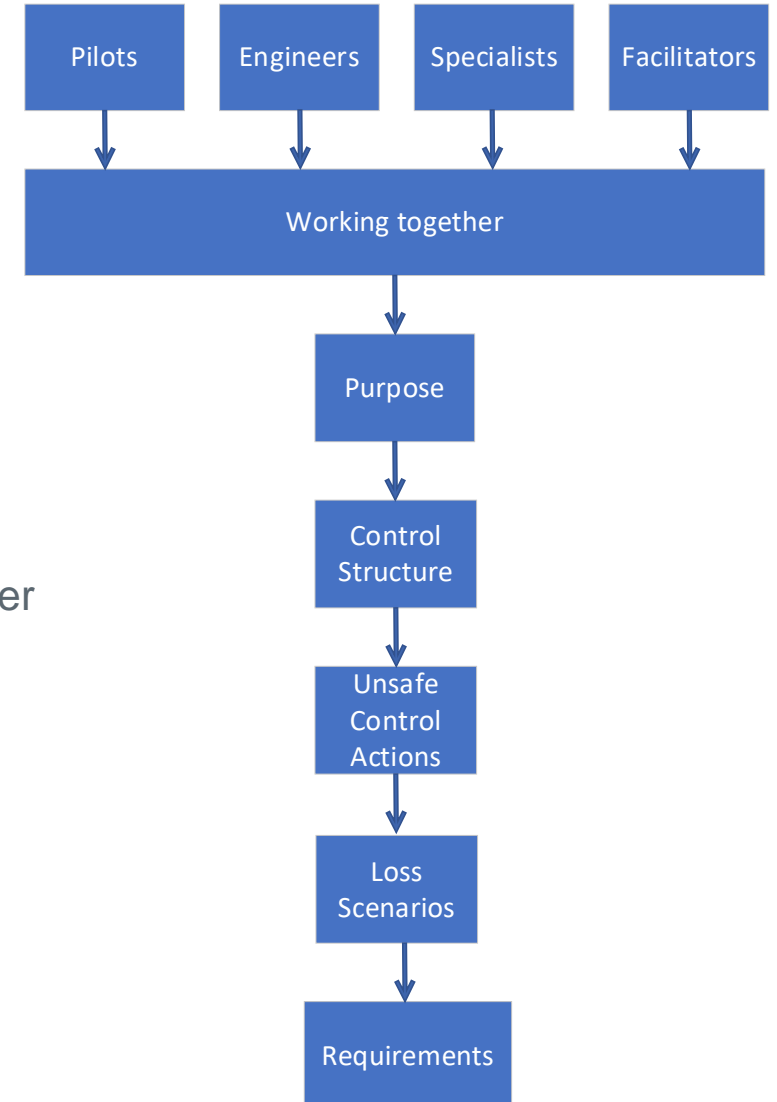 Pilots
Engineers
Specialists
Facilitators
Working together
Purpose
Control
Structure
er
Unsafe
Control
Actions
Loss
Scenarios
Requirements